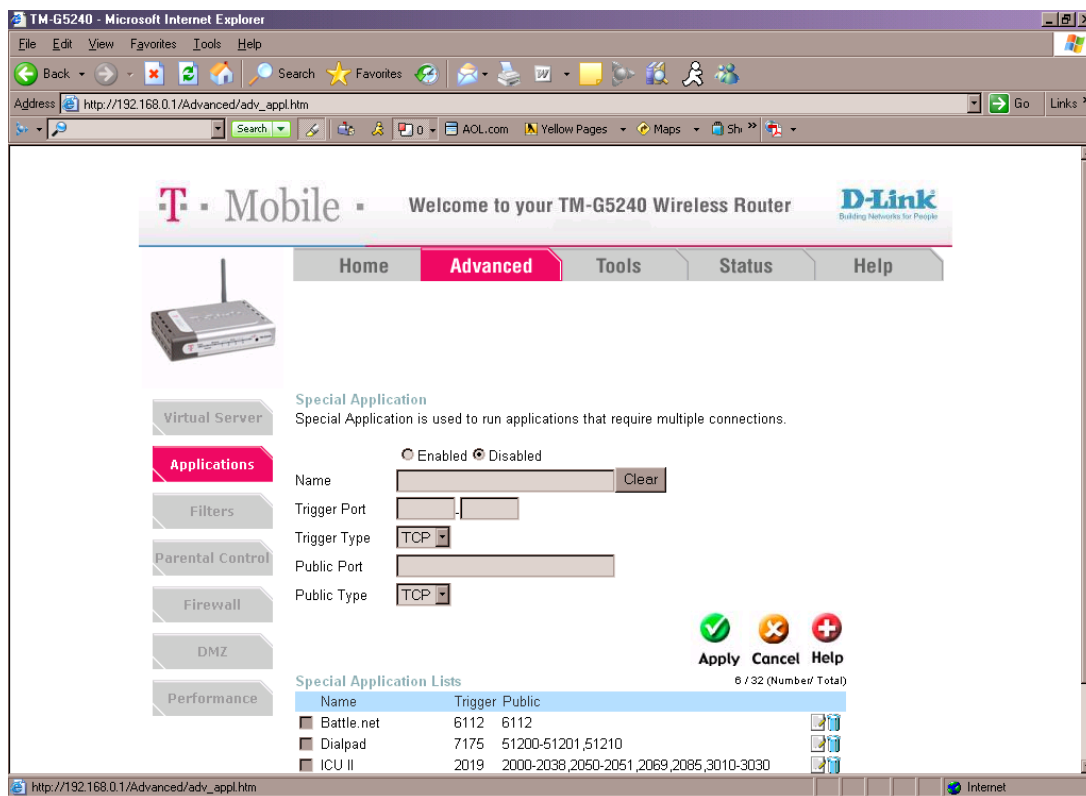 TM-G5240 - Microsoft Internet Explorer
File Edit View Favorites Tools Help
Back Search Favorites
Address http://192.168.0.1/Advanced/adv_appl.htm Go Links
Search 0 AOL.com Yellow Pages Maps Sh »
T · Mobile · Welcome to your TM-G5240 Wireless Router D-Link
Building Networks for People
Home Advanced Tools Status Help
Special Application
Special Application is used to run applications that require multiple connections.
Enabled Disabled
Name Clear
Trigger Port -
Trigger Type TCP
Public Port
Public Type TCP
Virtual Server
Applications
Filters
Parental Control
Firewall
DMZ
Performance
Apply Cancel Help
Special Application Lists 6 / 32 (Number/ Total)
Name Trigger Public
Battle.net 6112 6112
Dialpad 7175 51200-51201,51210
ICU II 2019 2000-2038,2050-2051,2069,2085,3010-3030
http://192.168.0.1/Advanced/adv_appl.htm Internet